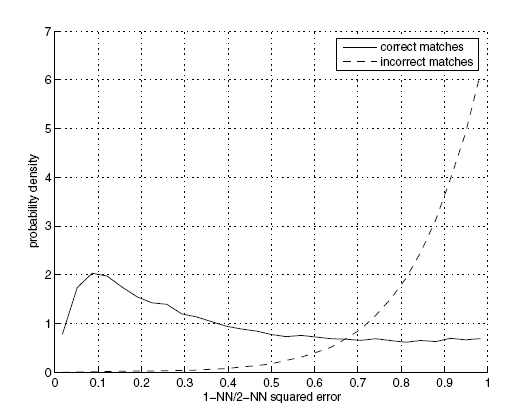 7
6
5
4
3
2
1
0
probability density
correct matches
incorrect matches
0 0.1 0.2 0.3 0.4 0.5 0.6 0.7 0.8 0.9 1
1−NN/2−NN squared error